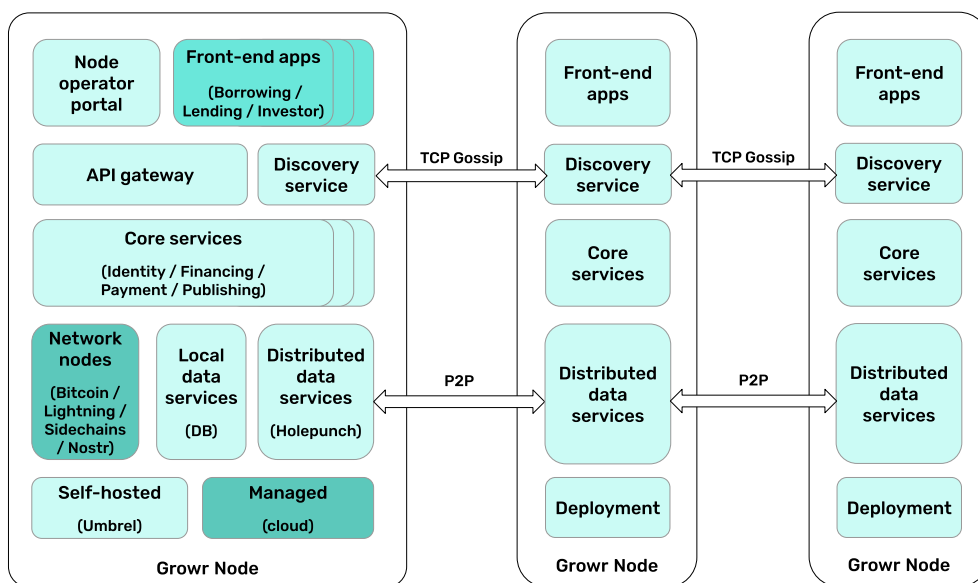 Node
operator
portal
Front-end apps
(Borrowing /
Lending / Investor)
API gateway
Discovery
service
Core services
(Identity / Financing /
Payment / Publishing)
Network
nodes
(Bitcoin /
Lightning /
Sidechains
/ Nostr)
Local
data
services
(DB)
Distributed
data
services
(Holepunch)
Self-hosted
(Umbrel)
Managed
(cloud)
Growr Node
TCP Gossip
P2P
Front-end
apps
Discovery
service
Core
services
Distributed
data
services
Deployment
Growr Node
TCP Gossip
P2P
Front-end
apps
Discovery
service
Core
services
Distributed
data
services
Deployment
Growr Node